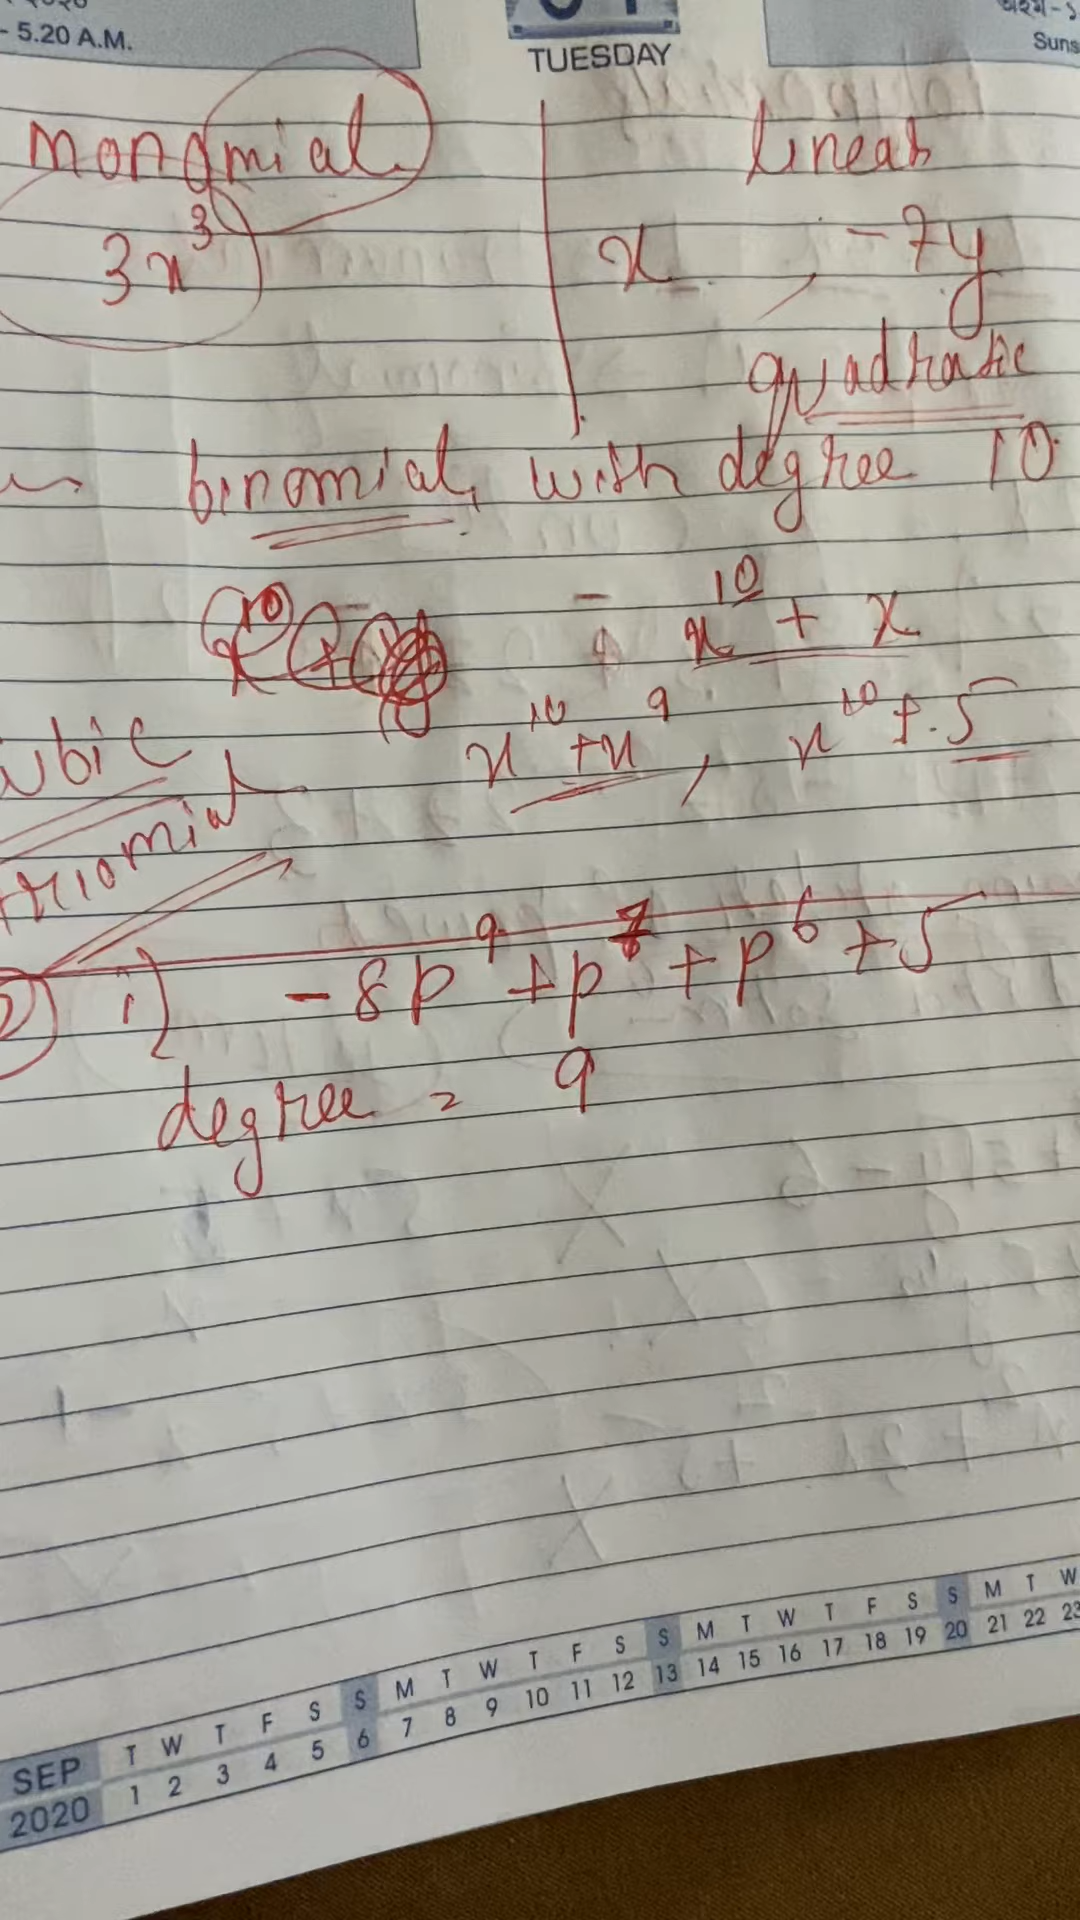 - 5.20 A.M.
TUESDAY
Suns
monomial
linear
3x³
x , -7y
quadratic
binomial, with degree 10
x¹⁰ + x
x¹⁰ + x⁹ , x¹⁰ + 5
ubic
triomial
2) i) -8p⁹ + p⁷ + p⁶ + 5
degree = 9
T W T F S S M T W T F S S M T W T F S S M T W
SEP 2020 1 2 3 4 5 6 7 8 9 10 11 12 13 14 15 16 17 18 19 20 21 22 23